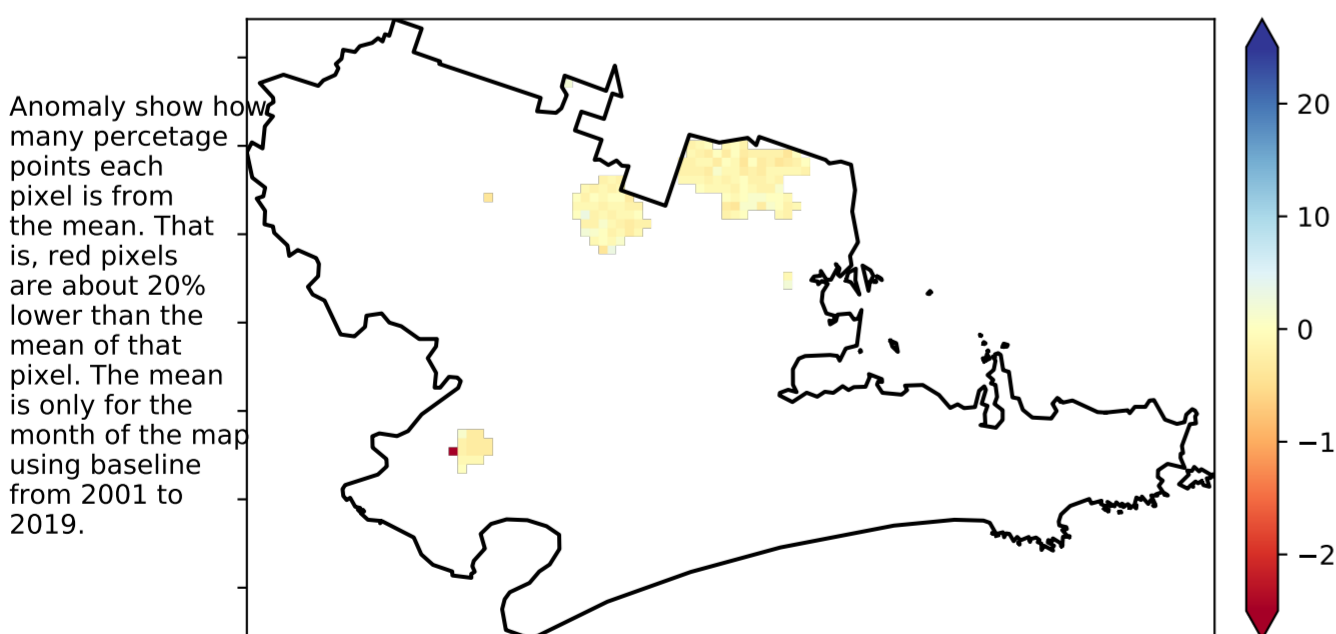 Anomaly show how
many percetage
points each
pixel is from
the mean. That
is, red pixels
are about 20%
lower than the
mean of that
pixel. The mean
is only for the
month of the map
using baseline
from 2001 to
2019.
20
10
0
−1
−2